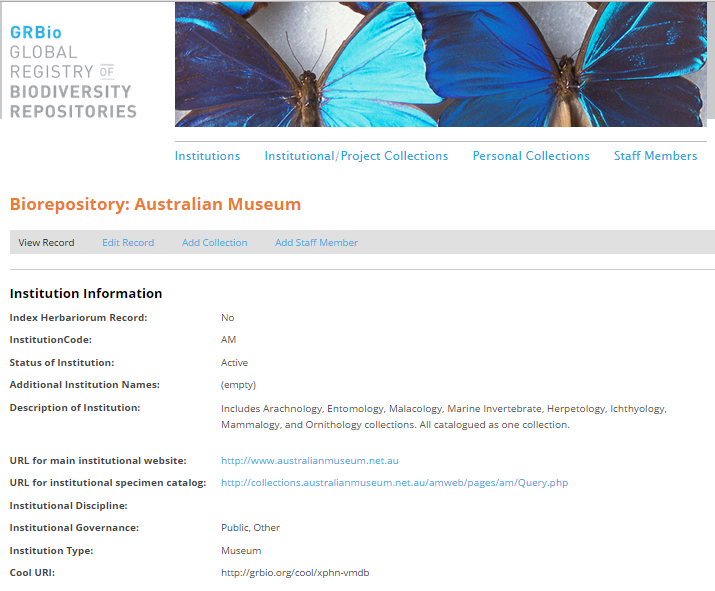 GRBio
GLOBAL
REGISTRY OF
BIODIVERSITY
REPOSITORIES
Institutions Institutional/Project Collections Personal Collections Staff Members
Biorepository: Australian Museum
View Record Edit Record Add Collection Add Staff Member
Institution Information
Index Herbariorum Record: No
InstitutionCode: AM
Status of Institution: Active
Additional Institution Names: (empty)
Description of Institution: Includes Arachnology, Entomology, Malacology, Marine Invertebrate, Herpetology, Ichthyology,
Mammalogy, and Ornithology collections. All catalogued as one collection.
URL for main institutional website: http://www.australianmuseum.net.au
URL for institutional specimen catalog: http://collections.australianmuseum.net.au/amweb/pages/am/Query.php
Institutional Discipline:
Institutional Governance: Public, Other
Institution Type: Museum
Cool URI: http://grbio.org/cool/xphn-vmdb